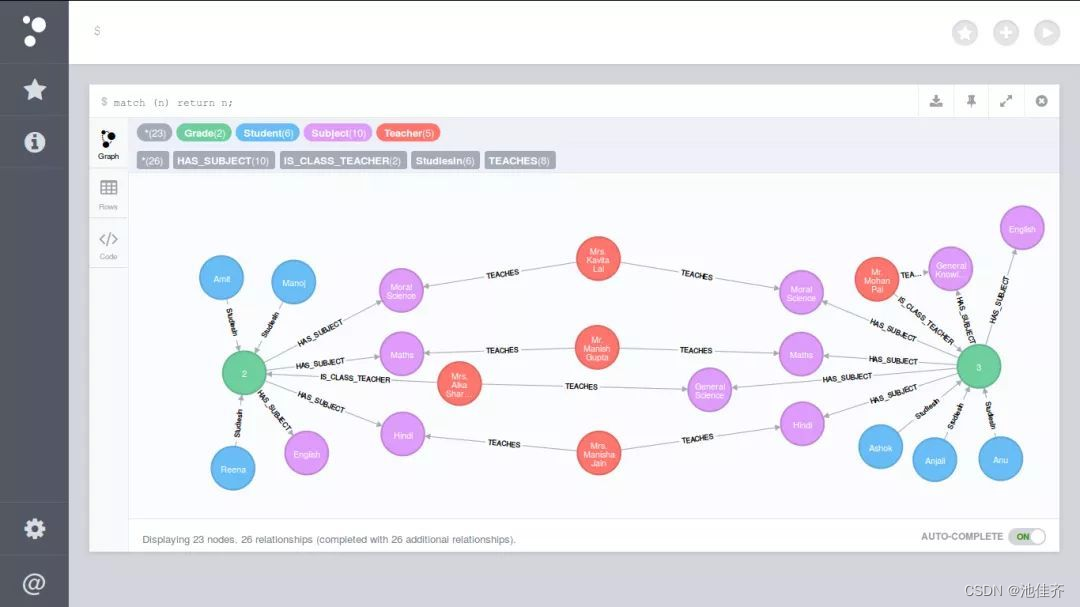 $
$ match (n) return n;
*(23) Grade(2) Student(6) Subject(10) Teacher(5)
*(26) HAS_SUBJECT(10) IS_CLASS_TEACHER(2) StudiesIn(6) TEACHES(8)
Graph
Rows
Code
English
Mrs.
Kavita
Lal
TEACHES
TEACHES
Amit
Manoj
Moral
Science
Moral
Science
Mr.
Mohan
Pal
TEA...
General
Knowl...
StudiesIn
StudiesIn
HAS_SUBJECT
HAS_SUBJECT
IS_CLASS_TEACHER
HAS_SUBJECT
HAS_SUBJECT
Maths
TEACHES
Mr.
Manish
Gupta
TEACHES
Maths
HAS_SUBJECT
HAS_SUBJECT
2
IS_CLASS_TEACHER
Mrs.
Alka
Shar...
TEACHES
General
Science
HAS_SUBJECT
3
HAS_SUBJECT
HAS_SUBJECT
HAS_SUBJECT
StudiesIn
StudiesIn
StudiesIn
StudiesIn
Hindi
TEACHES
Mrs.
Manisha
Jain
TEACHES
Hindi
Reena
English
Ashok
Anjali
Anu
Displaying 23 nodes, 26 relationships (completed with 26 additional relationships).
AUTO-COMPLETE ON
@
CSDN @池佳齐